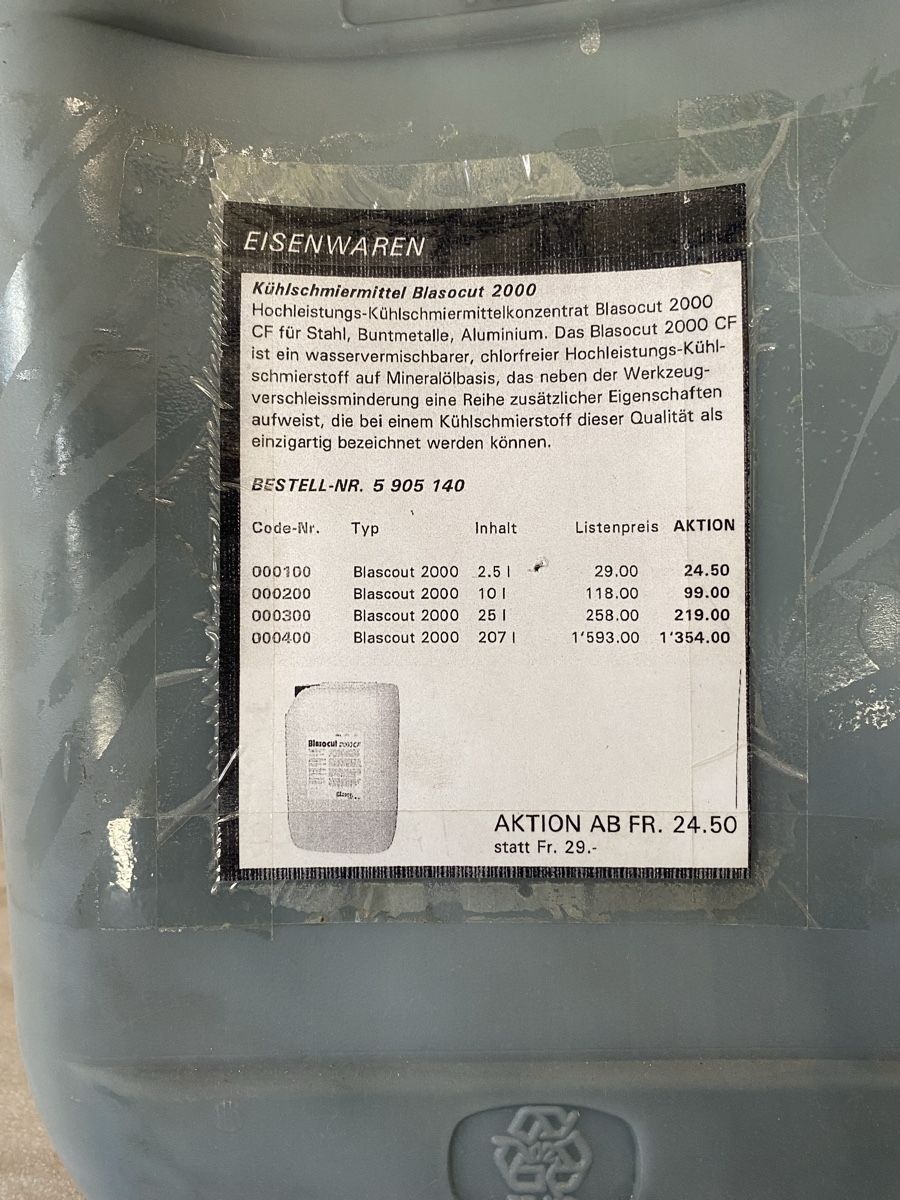 EISENWAREN
Kühlschmiermittel Blasocut 2000
Hochleistungs-Kühlschmiermittelkonzentrat Blasocut 2000
CF für Stahl, Buntmetalle, Aluminium. Das Blasocut 2000 CF
ist ein wasservermischbarer, chlorfreier Hochleistungs-Kühl-
schmierstoff auf Mineralölbasis, das neben der Werkzeug-
verschleissminderung eine Reihe zusätzlicher Eigenschaften
aufweist, die bei einem Kühlschmierstoff dieser Qualität als
einzigartig bezeichnet werden können.
BESTELL-NR. 5 905 140
Code-Nr. Typ Inhalt Listenpreis AKTION
000100 Blascout 2000 2.5 l 29.00 24.50
000200 Blascout 2000 10 l 118.00 99.00
000300 Blascout 2000 25 l 258.00 219.00
000400 Blascout 2000 207 l 1'593.00 1'354.00
Blasocut 2000 CF
AKTION AB FR. 24.50
statt Fr. 29.-
02